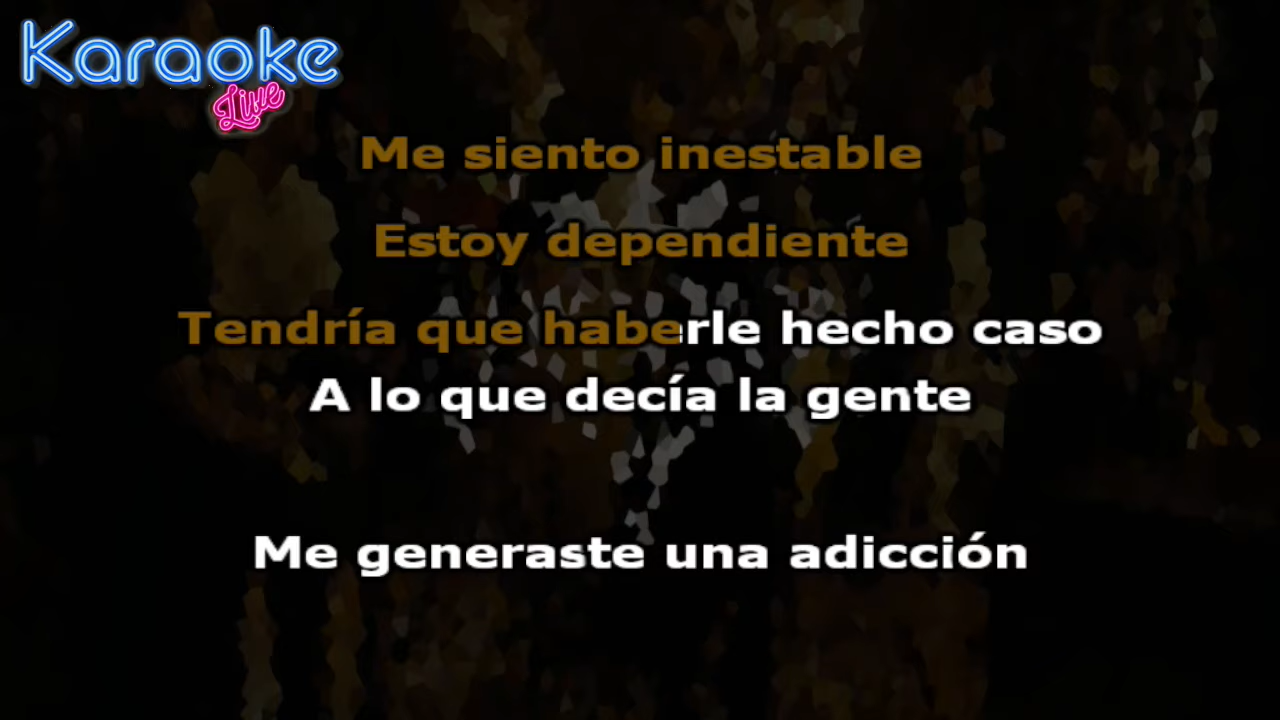 Karaoke
Live
Me siento inestable
Estoy dependiente
Tendría que haberle hecho caso
A lo que decía la gente
Me generaste una adicción